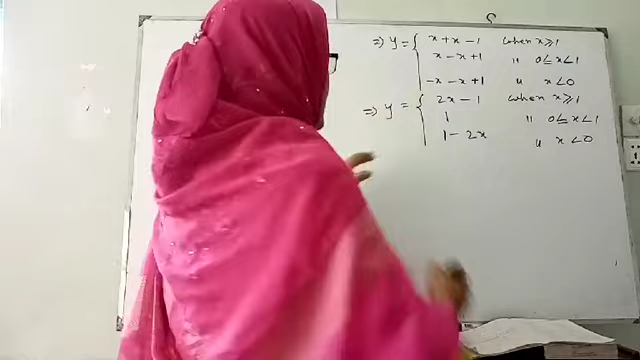 ⇒ y = { x + x - 1 when x ≥ 1
x - x + 1 " 0 ≤ x < 1
-x - x + 1 " x < 0
⇒ y = { 2x - 1 when x ≥ 1
1 " 0 ≤ x < 1
1 - 2x " x < 0